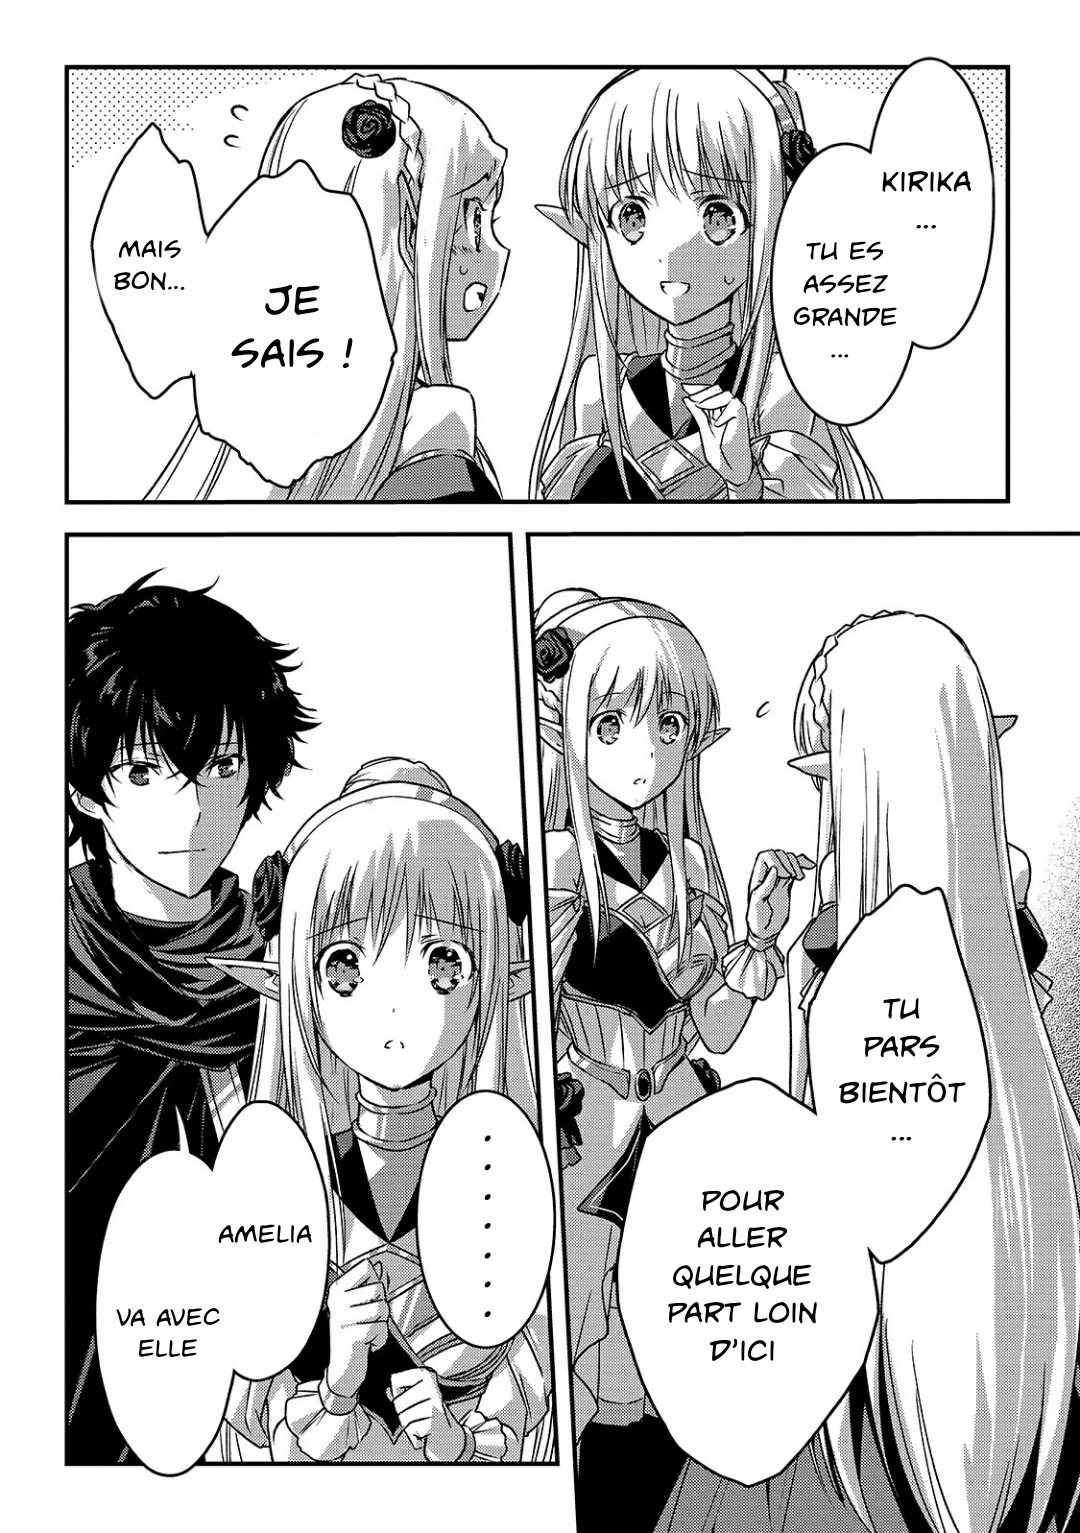 KIRIKA
...
TU ES
ASSEZ
GRANDE
...
JE
SAIS !
MAIS
BON...
TU
PARS
BIENTÔT
...
POUR
ALLER
QUELQUE
PART LOIN
D'ICI
.......
AMELIA
VA AVEC
ELLE